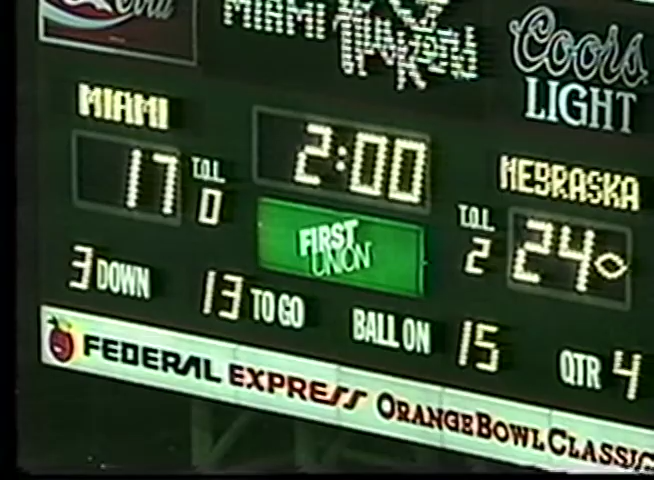 MIAMI
Coors
LIGHT
MIAMI
2:00
NEBRASKA
17
T.O.L.
0
FIRST
UNION
T.O.L.
2
24
3 DOWN
13 TO GO
BALL ON 15
QTR 4
FEDERAL EXPRESS ORANGE BOWL CLASSIC